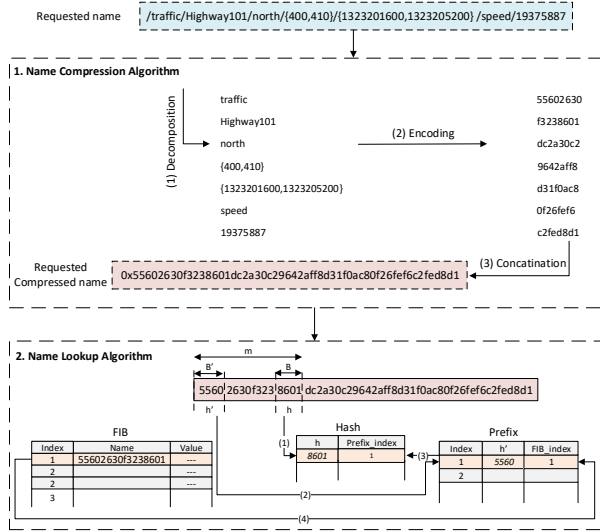 Requested name
/traffic/Highway101/north/{400,410}/{1323201600,1323205200} /speed/19375887
1. Name Compression Algorithm
(1) Decomposition
traffic
55602630
Highway101
f3238601
(2) Encoding
north
dc2a30c2
{400,410}
9642aff8
{1323201600,1323205200}
d31f0ac8
speed
0f26fef6
19375887
c2fed8d1
(3) Concatination
Requested
Compressed name
0x55602630f3238601dc2a30c29642aff8d31f0ac80f26fef6c2fed8d1
2. Name Lookup Algorithm
m
B' B
5560 2630f323 8601 dc2a30c29642aff8d31f0ac80f26fef6c2fed8d1
h' h
FIB
Index Name Value
1 55602630f3238601 ---
2 ---
2 ---
3
(1)
Hash
h Prefix_index
8601 1
(3)
Prefix
Index h' FIB_index
1 5560 1
2
(2)
(4)